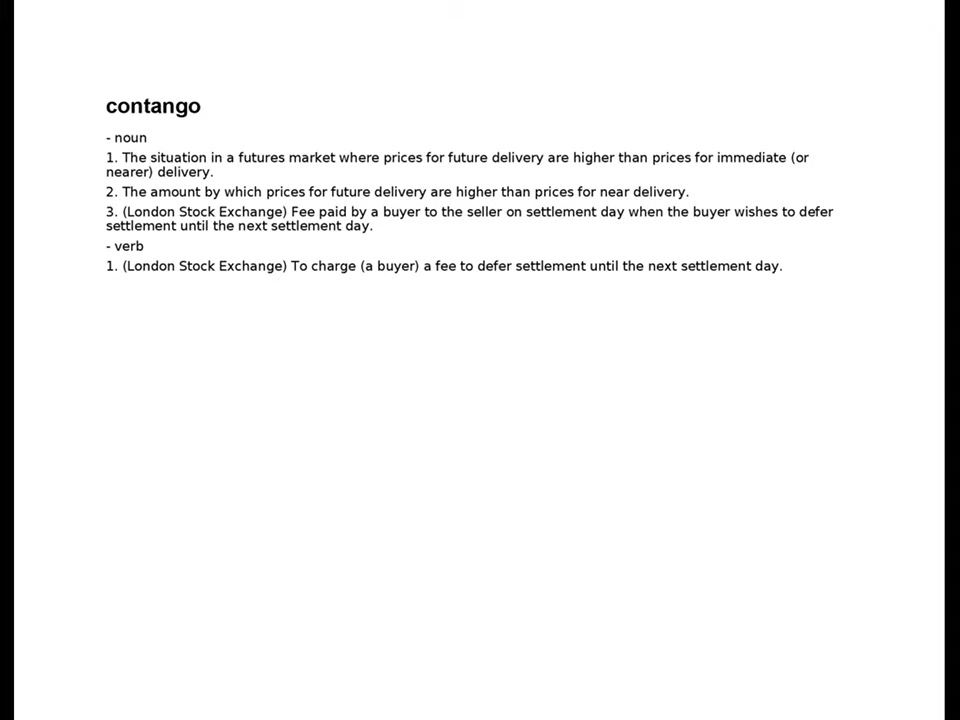 contango
- noun
1. The situation in a futures market where prices for future delivery are higher than prices for immediate (or
nearer) delivery.
2. The amount by which prices for future delivery are higher than prices for near delivery.
3. (London Stock Exchange) Fee paid by a buyer to the seller on settlement day when the buyer wishes to defer
settlement until the next settlement day.
- verb
1. (London Stock Exchange) To charge (a buyer) a fee to defer settlement until the next settlement day.